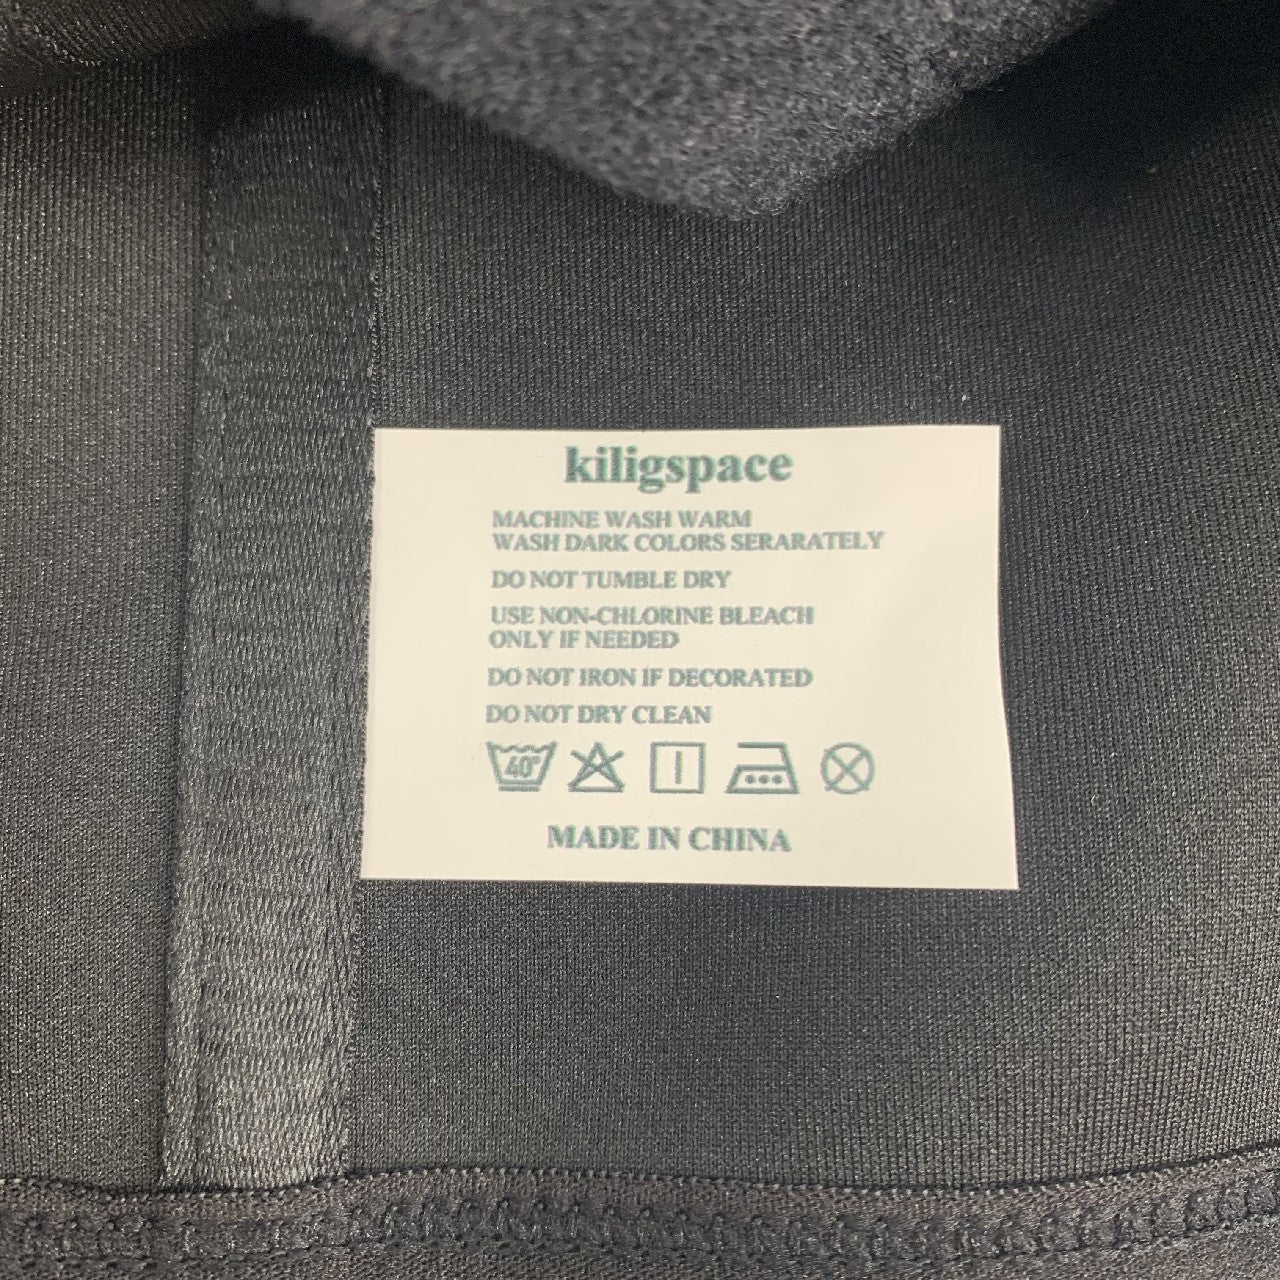 kiligspace
MACHINE WASH WARM
WASH DARK COLORS SERARATELY
DO NOT TUMBLE DRY
USE NON-CHLORINE BLEACH
ONLY IF NEEDED
DO NOT IRON IF DECORATED
DO NOT DRY CLEAN
40°
MADE IN CHINA